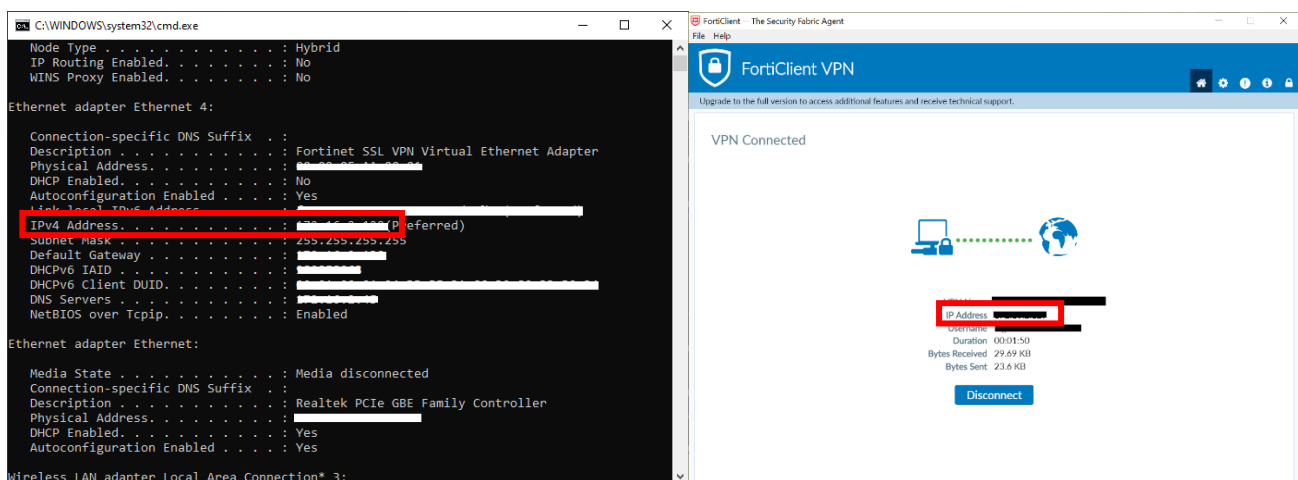 C:\WINDOWS\system32\cmd.exe
Node Type . . . . . . . . . . . . : Hybrid
IP Routing Enabled. . . . . . . . : No
WINS Proxy Enabled. . . . . . . . : No
Ethernet adapter Ethernet 4:
Connection-specific DNS Suffix  . :
Description . . . . . . . . . . . : Fortinet SSL VPN Virtual Ethernet Adapter
Physical Address. . . . . . . . . :
DHCP Enabled. . . . . . . . . . . : No
Autoconfiguration Enabled . . . . : Yes
Link-local IPv6 Address
IPv4 Address. . . . . . . . . . . : (Preferred)
Subnet Mask . . . . . . . . . . . : 255.255.255.255
Default Gateway . . . . . . . . . :
DHCPv6 IAID . . . . . . . . . . . :
DHCPv6 Client DUID. . . . . . . . :
DNS Servers . . . . . . . . . . . :
NetBIOS over Tcpip. . . . . . . . : Enabled
Ethernet adapter Ethernet:
Media State . . . . . . . . . . . : Media disconnected
Connection-specific DNS Suffix  . :
Description . . . . . . . . . . . : Realtek PCIe GBE Family Controller
Physical Address. . . . . . . . . :
DHCP Enabled. . . . . . . . . . . : Yes
Autoconfiguration Enabled . . . . : Yes
Wireless LAN adapter Local Area Connection* 3:
FortiClient -- The Security Fabric Agent
File Help
FortiClient VPN
Upgrade to the full version to access additional features and receive technical support.
VPN Connected
IP Address
Username
Duration 00:01:50
Bytes Received 29.69 KB
Bytes Sent 23.6 KB
Disconnect